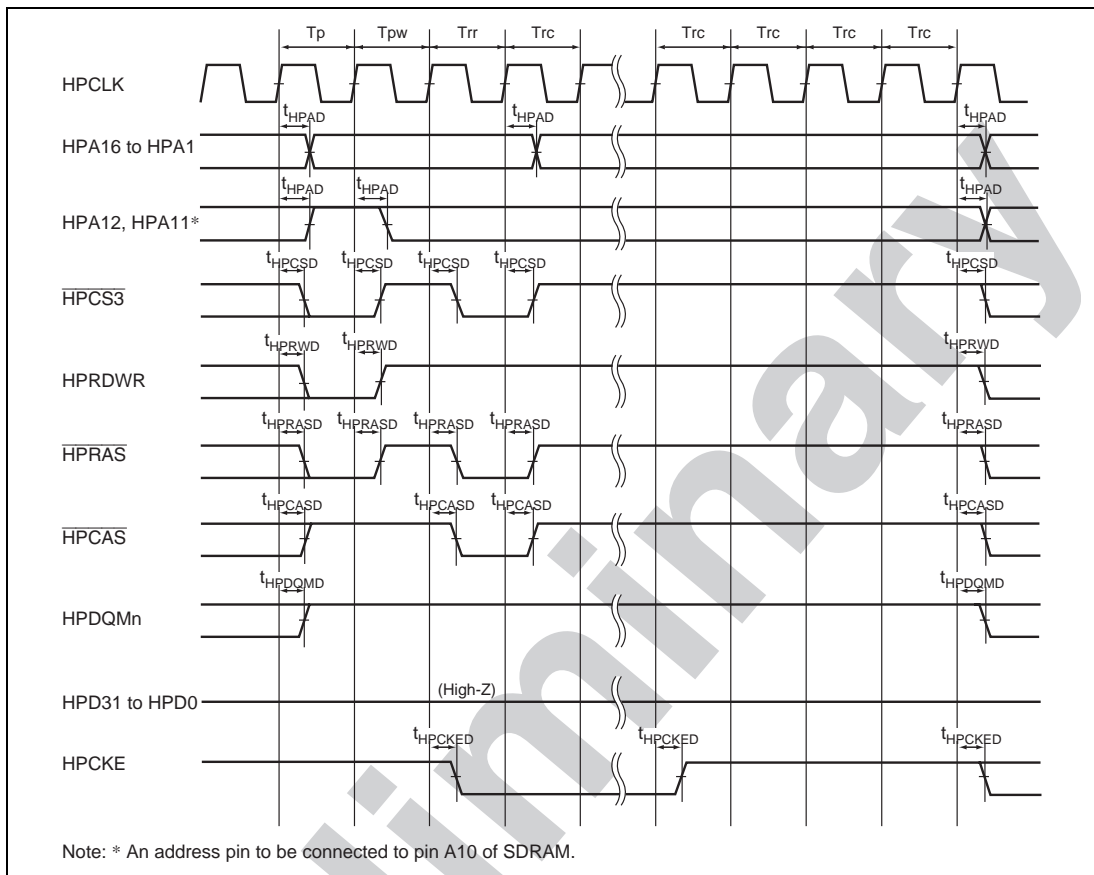 Tp Tpw Trr Trc Trc Trc Trc Trc
HPCLK
tHPAD tHPAD tHPAD
HPA16 to HPA1
tHPAD tHPAD tHPAD
HPA12, HPA11*
tHPCSD tHPCSD tHPCSD tHPCSD tHPCSD
HPCS3
tHPRWD tHPRWD tHPRWD
HPRDWR
tHPRASD tHPRASD tHPRASD tHPRASD tHPRASD
HPRAS
tHPCASD tHPCASD tHPCASD tHPCASD
HPCAS
tHPDQMD tHPDQMD
HPDQMn
(High-Z)
HPD31 to HPD0
tHPCKED tHPCKED tHPCKED
HPCKE
Note: * An address pin to be connected to pin A10 of SDRAM.
liminary